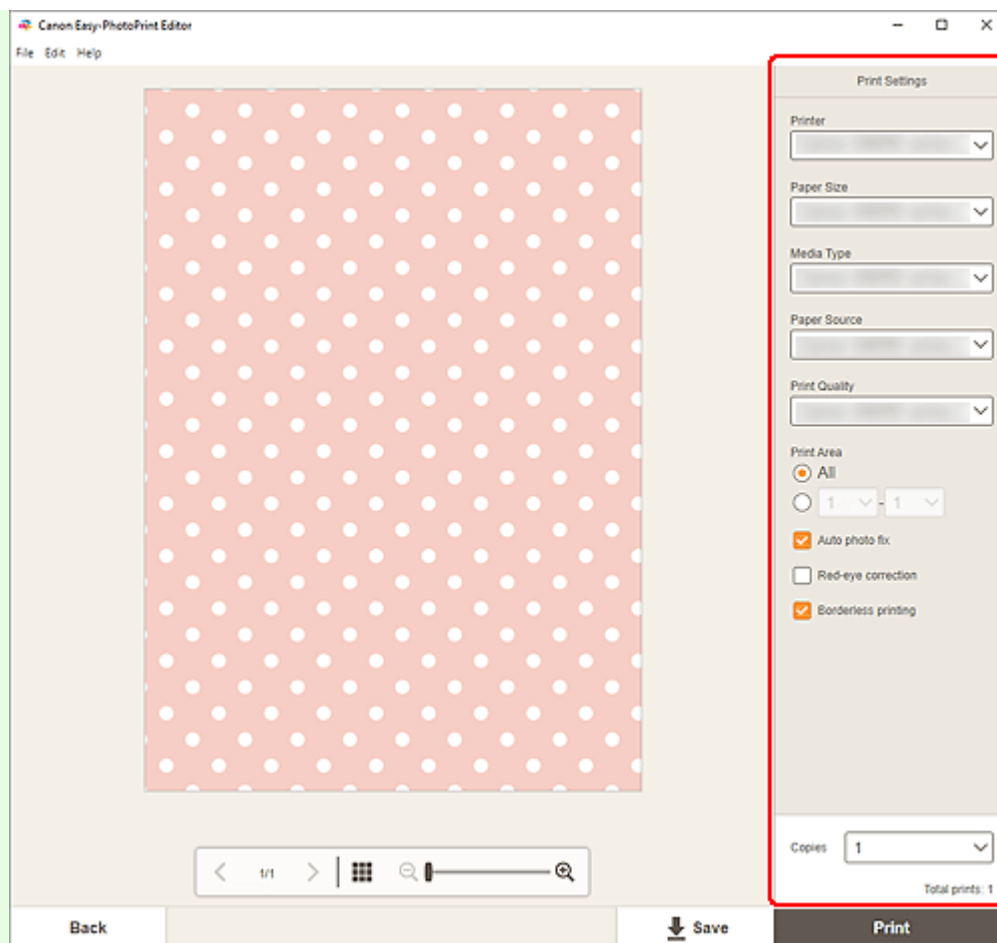 Canon Easy-PhotoPrint Editor
File Edit Help
Print Settings
Printer
Paper Size
Media Type
Paper Source
Print Quality
Print Area
All
1 - 1
Auto photo fix
Red-eye correction
Borderless printing
1/1
Copies 1
Total prints: 1
Back
Save
Print